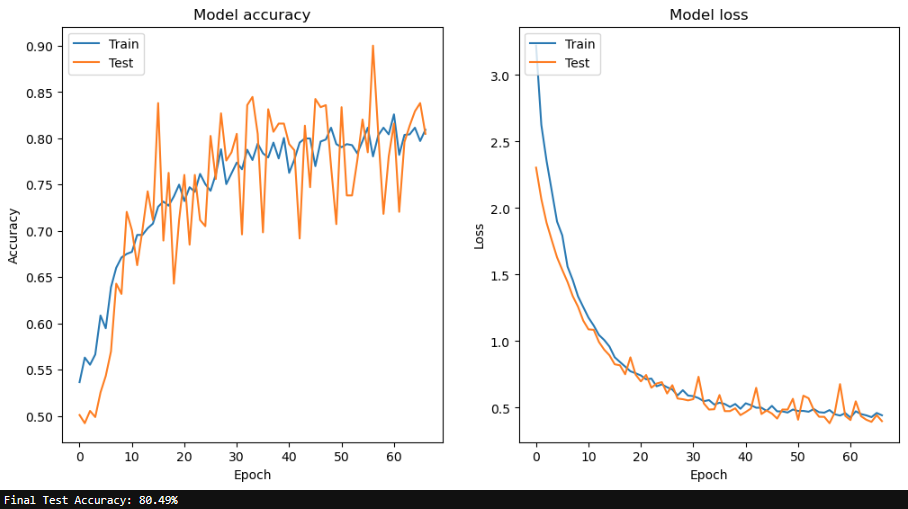 Model accuracy
Train
Test
0.90
0.85
0.80
0.75
0.70
0.65
0.60
0.55
0.50
Accuracy
0 10 20 30 40 50 60
Epoch
Model loss
Train
Test
3.0
2.5
2.0
1.5
1.0
0.5
Loss
0 10 20 30 40 50 60
Epoch
Final Test Accuracy: 80.49%